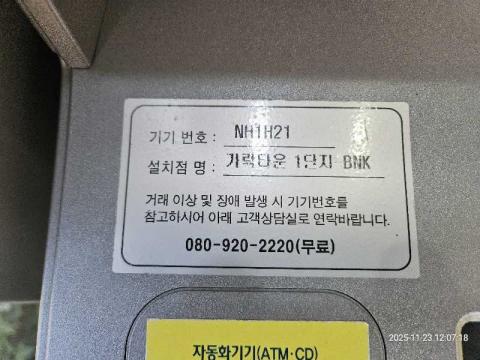 기기 번호 : NH1H21
설치점 명 : 가락타운 1단지 BNK
거래 이상 및 장애 발생 시 기기번호를
참고하시어 아래 고객상담실로 연락바랍니다.
080-920-2220(무료)
자동화기기(ATM·CD)
2025-11-23 12:07:18